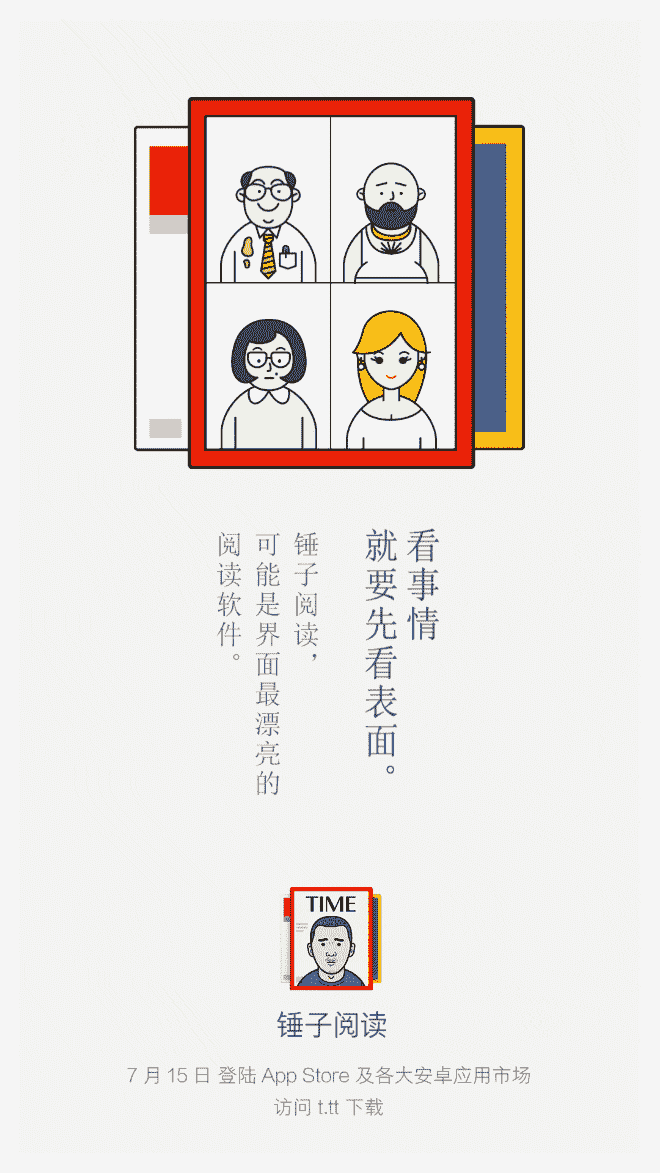 看事情
就要先看表面。
锤子阅读，
可能是界面最漂亮的
阅读软件。
TIME
锤子阅读
7 月 15 日 登陆 App Store 及各大安卓应用市场
访问 t.tt 下载